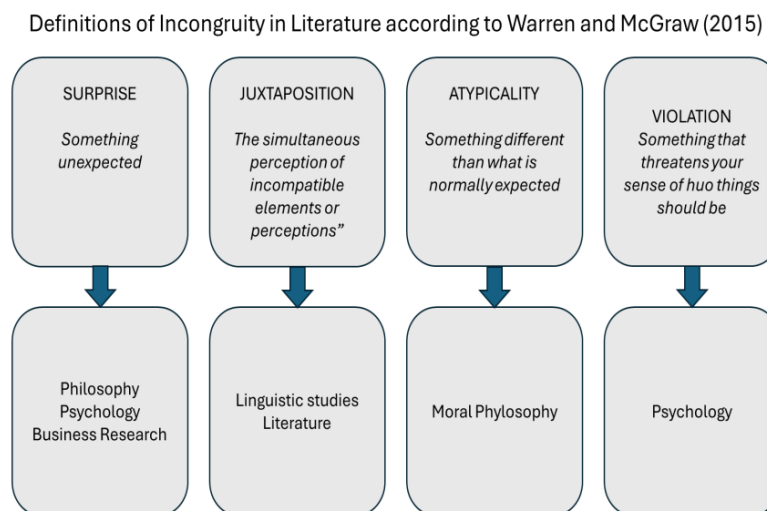 Definitions of Incongruity in Literature according to Warren and McGraw (2015)
SURPRISE
Something
unexpected
JUXTAPOSITION
The simultaneous
perception of
incompatible
elements or
perceptions”
ATYPICALITY
Something different
than what is
normally expected
VIOLATION
Something that
threatens your
sense of huo things
should be
Philosophy
Psychology
Business Research
Linguistic studies
Literature
Moral Phylosophy
Psychology